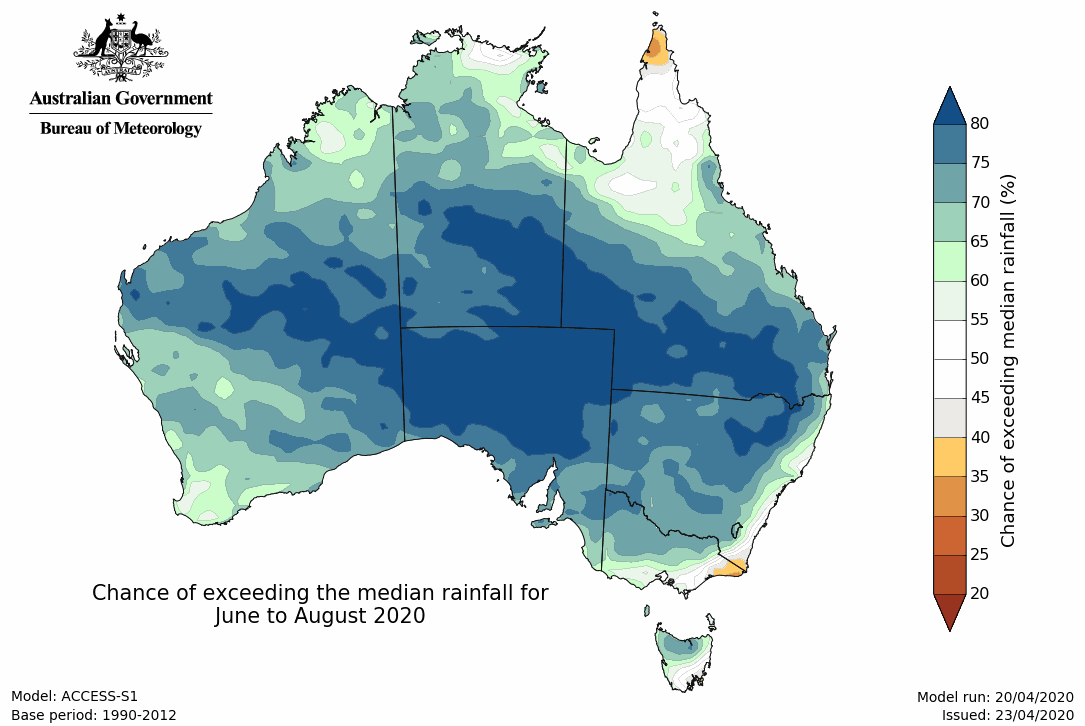 AUSTRALIA
Australian Government
Bureau of Meteorology
80
75
70
65
60
55
50
45
40
35
30
25
20
Chance of exceeding median rainfall (%)
Chance of exceeding the median rainfall for
June to August 2020
Model: ACCESS-S1
Base period: 1990-2012
Model run: 20/04/2020
Issued: 23/04/2020